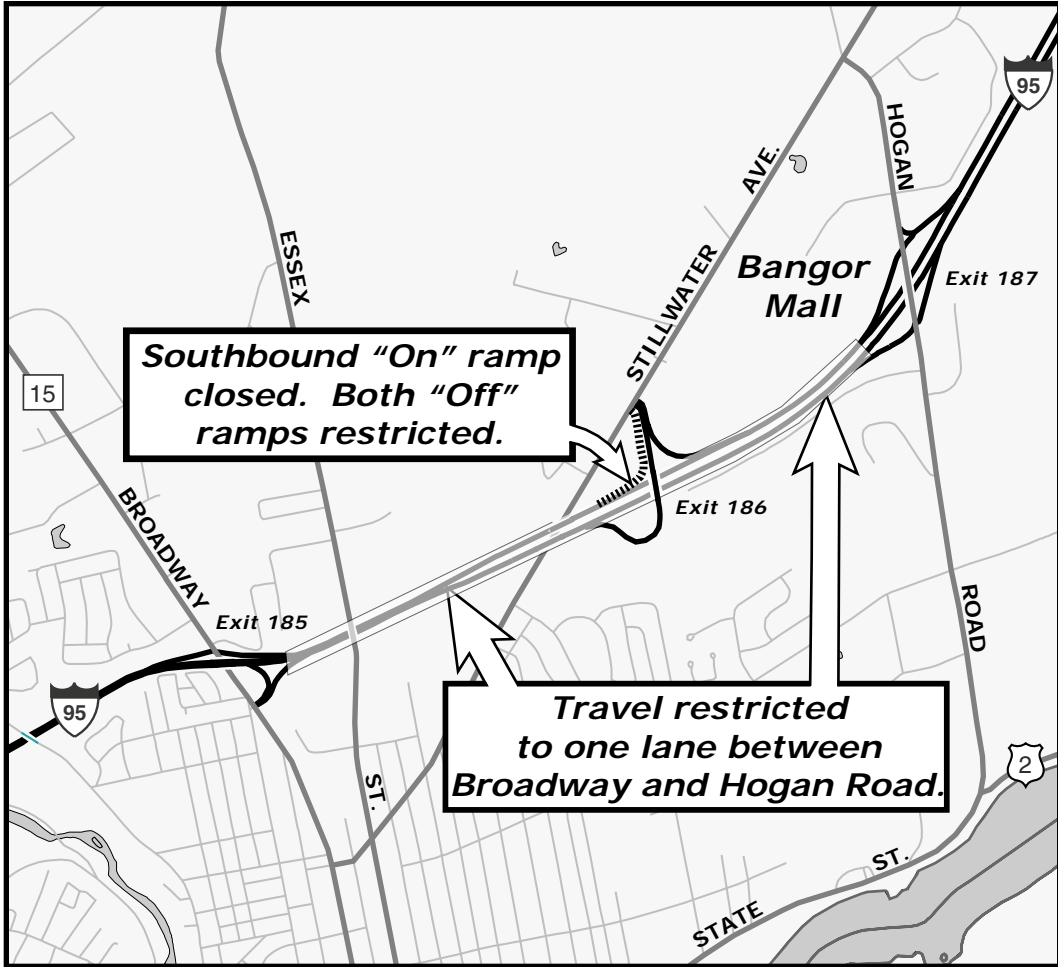 95
HOGAN
AVE.
ESSEX
STILLWATER
Bangor
Mall
Exit 187
Southbound “On” ramp
closed. Both “Off”
ramps restricted.
15
BROADWAY
Exit 186
Exit 185
ROAD
95
Travel restricted
to one lane between
Broadway and Hogan Road.
2
ST.
ST.
STATE